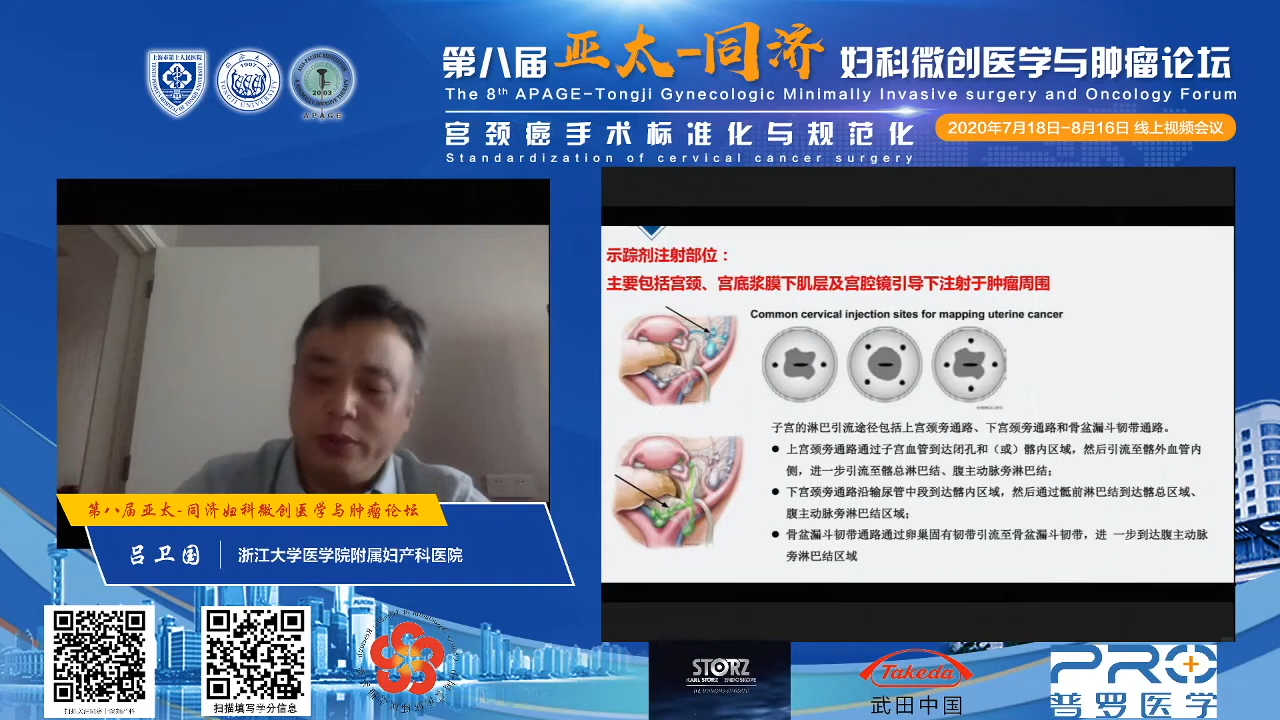 上海市第十人民医院
TONGJI UNIVERSITY
2003
APAGE
第八届亚太-同济妇科微创医学与肿瘤论坛
The 8th APAGE-Tongji Gynecologic Minimally Invasive surgery and Oncology Forum
宫颈癌手术标准化与规范化
2020年7月18日-8月16日 线上视频会议
Standardization of cervical cancer surgery
示踪剂注射部位：
主要包括宫颈、宫底浆膜下肌层及宫腔镜引导下注射于肿瘤周围
Common cervical injection sites for mapping uterine cancer
子宫的淋巴引流途径包括上宫颈旁通路、下宫颈旁通路和骨盆漏斗韧带通路。
● 上宫颈旁通路通过子宫血管到达闭孔和（或）髂内区域，然后引流至髂外血管内
侧，进一步引流至髂总淋巴结、腹主动脉旁淋巴结；
● 下宫颈旁通路沿输尿管中段到达髂内区域，然后通过骶前淋巴结到达髂总区域、
腹主动脉旁淋巴结区域；
● 骨盆漏斗韧带通路通过卵巢固有韧带引流至骨盆漏斗韧带，进 一步到达腹主动脉
旁淋巴结区域
第八届亚太-同济妇科微创医学与肿瘤论坛
吕卫国 浙江大学医学院附属妇产科医院
扫描填写学分信息
STORZ
KARL STORZ—ENDOSKOPE
Takeda
武田中国
PRO
普罗医学